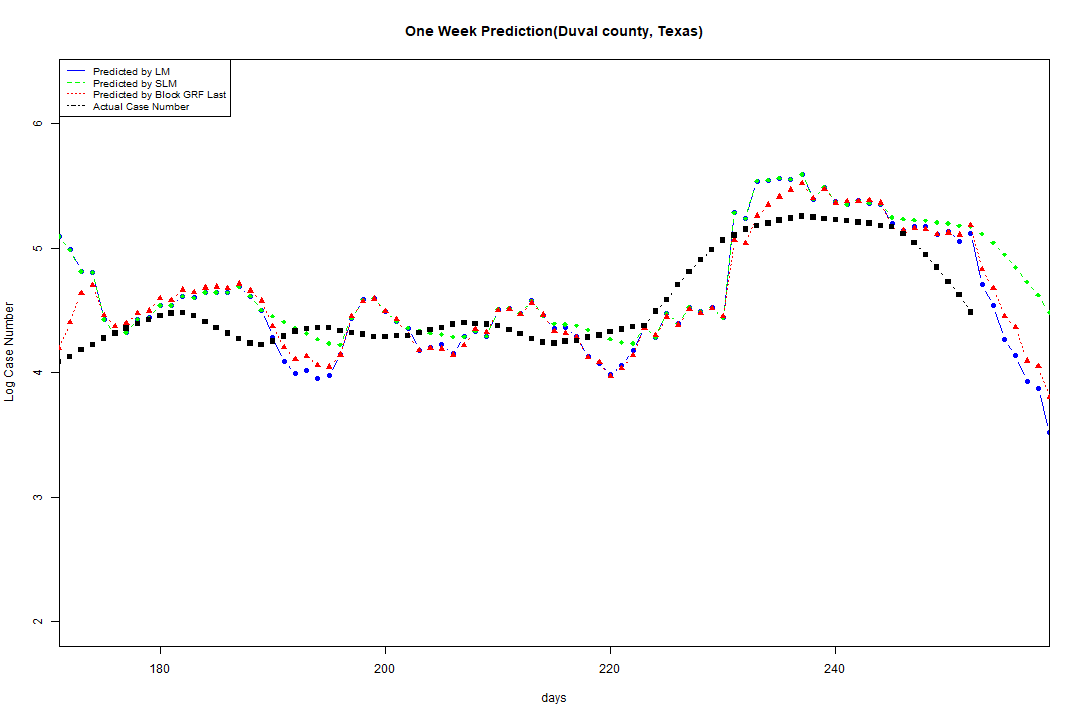 One Week Prediction(Duval county, Texas)
Predicted by LM
Predicted by SLM
Predicted by Block GRF Last
Actual Case Number
6
5
4
3
2
Log Case Number
180 200 220 240
days